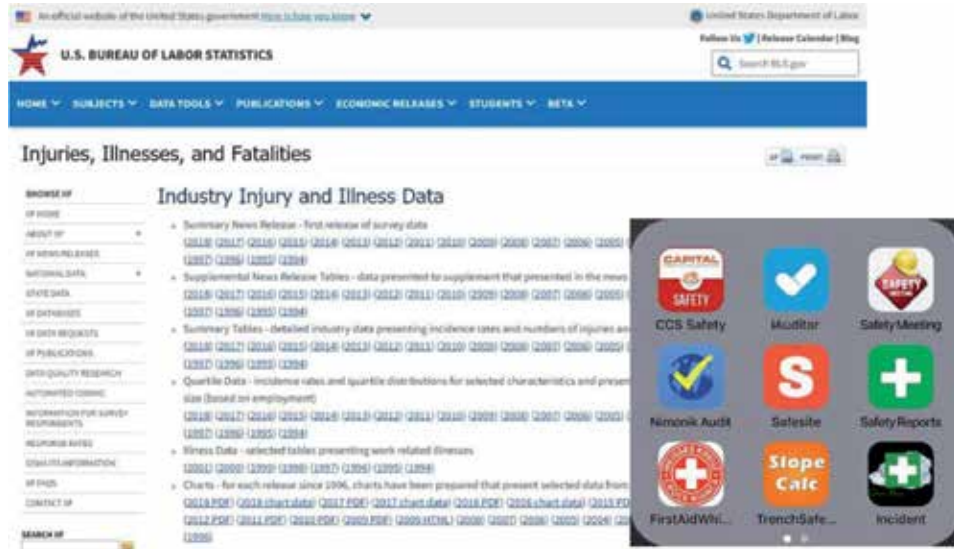 An official website of the United States government Here is how you know
United States Department of Labor
Follow Us | Release Calendar | Blog
U.S. BUREAU OF LABOR STATISTICS
Search BLS.gov
HOME SUBJECTS DATA TOOLS PUBLICATIONS ECONOMIC RELEASES STUDENTS BETA
Injuries, Illnesses, and Fatalities
BROWSE IIF
IIF HOME
ABOUT IIF
IIF NEWS RELEASES
NATIONAL DATA
STATE DATA
IIF DATABASES
IIF DATA REQUESTS
IIF PUBLICATIONS
DATA QUALITY RESEARCH
AUTOMATED CODING
INFORMATION FOR SURVEY
RESPONDENTS
RESPONSE RATES
IIF FAQS
CONTACT IIF
SEARCH IIF
Industry Injury and Illness Data
Summary News Release - first release of survey data
(2018) (2017) (2016) (2015) (2014) (2013) (2012) (2011) (2010) (2009) (2008) (2007) (2006) (2005)
(1997) (1996) (1995) (1994)
Supplemental News Release Tables - data presented to supplement that presented in the news
(2018) (2017) (2016) (2015) (2014) (2013) (2012) (2011) (2010) (2009) (2008) (2007) (2006) (2005)
(1997) (1996) (1995) (1994)
Summary Tables - detailed industry data presenting incidence rates and numbers of injuries an
(2018) (2017) (2016) (2015) (2014) (2013) (2012) (2011) (2010) (2009) (2008) (2007) (2006) (2005)
(1997) (1996) (1995) (1994)
Quartile Data - incidence rates and quartile distributions for selected characteristics and presen
size (based on employment)
(2018) (2017) (2016) (2015) (2014) (2013) (2012) (2011) (2010) (2009) (2008) (2007) (2006) (2005)
(1997) (1996) (1995) (1994)
Illness Data - selected tables presenting work related illnesses
(2001) (2000) (1999) (1998) (1997) (1996) (1995) (1994)
Charts - for each release since 1996, charts have been prepared that present selected data from
(2018 PDF) (2018 chart data) (2017 PDF) (2017 chart data) (2016 PDF) (2016 chart data) (2015 PD
(2012 PDF) (2011 PDF) (2010 PDF) (2009 PDF) (2009 HTML) (2008) (2007) (2006) (2005) (2004)
(1996)
CAPITAL
SAFETY
SAFETY
MEETING
CCS Safety
iAuditor
Safety Meeting
S
Nimonik Audit
Safesite
Safety Reports
Slope
Calc
FirstAidWhi...
TrenchSafe...
Incident